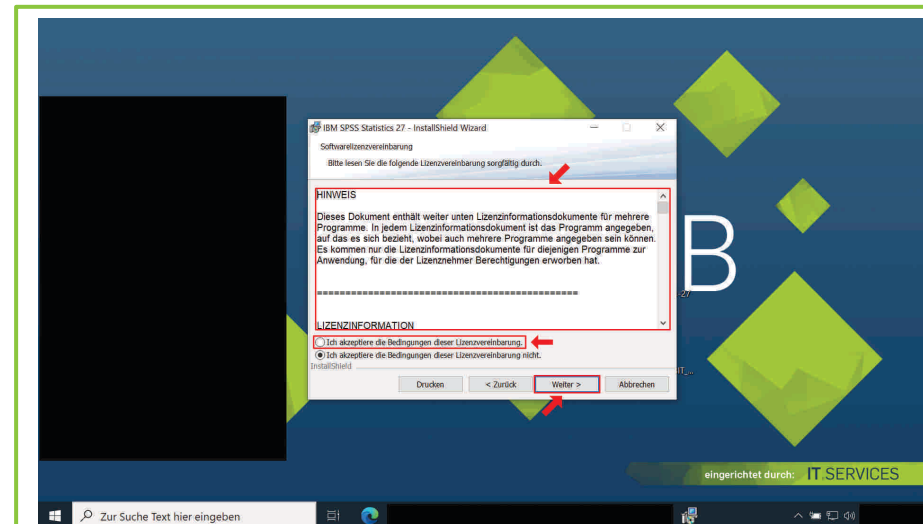 IBM SPSS Statistics 27 - InstallShield Wizard
Softwarelizenzvereinbarung
Bitte lesen Sie die folgende Lizenzvereinbarung sorgfältig durch.
HINWEIS
Dieses Dokument enthält weiter unten Lizenzinformationsdokumente für mehrere
Programme. In jedem Lizenzinformationsdokument ist das Programm angegeben,
auf das es sich bezieht, wobei auch mehrere Programme angegeben sein können.
Es kommen nur die Lizenzinformationsdokumente für diejenigen Programme zur
Anwendung, für die der Lizenznehmer Berechtigungen erworben hat.
==============================================
LIZENZINFORMATION
Ich akzeptiere die Bedingungen dieser Lizenzvereinbarung.
Ich akzeptiere die Bedingungen dieser Lizenzvereinbarung nicht.
InstallShield
Drucken < Zurück Weiter > Abbrechen
B
-27
IT_...
eingerichtet durch: IT.SERVICES
Zur Suche Text hier eingeben